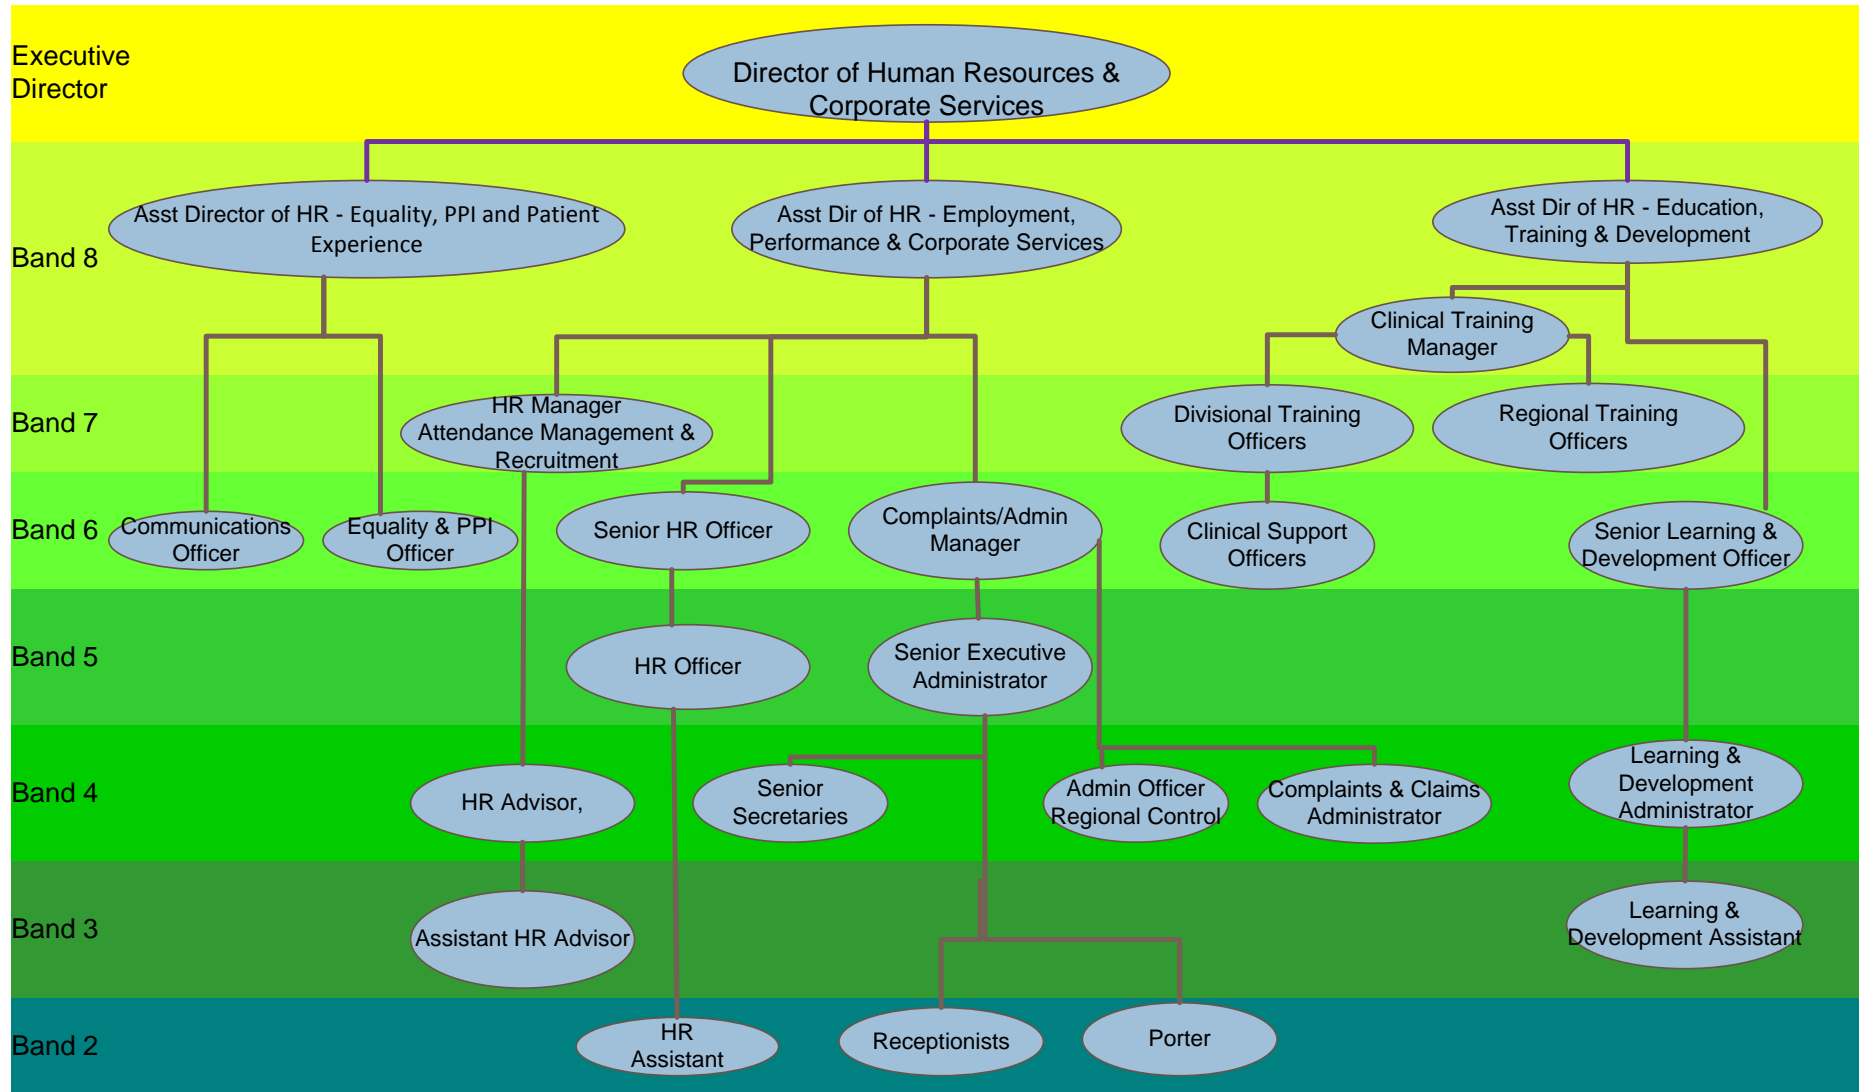 Executive
Director
Director of Human Resources &
Corporate Services
Band 8
Asst Director of HR - Equality, PPI and Patient
Experience
Asst Dir of HR - Employment,
Performance & Corporate Services
Asst Dir of HR - Education,
Training & Development
Clinical Training
Manager
Band 7
HR Manager
Attendance Management &
Recruitment
Divisional Training
Officers
Regional Training
Officers
Band 6
Communications
Officer
Equality & PPI
Officer
Senior HR Officer
Complaints/Admin
Manager
Clinical Support
Officers
Senior Learning &
Development Officer
Band 5
HR Officer
Senior Executive
Administrator
Band 4
HR Advisor,
Senior
Secretaries
Admin Officer
Regional Control
Complaints & Claims
Administrator
Learning &
Development
Administrator
Band 3
Assistant HR Advisor
Learning &
Development Assistant
Band 2
HR
Assistant
Receptionists
Porter